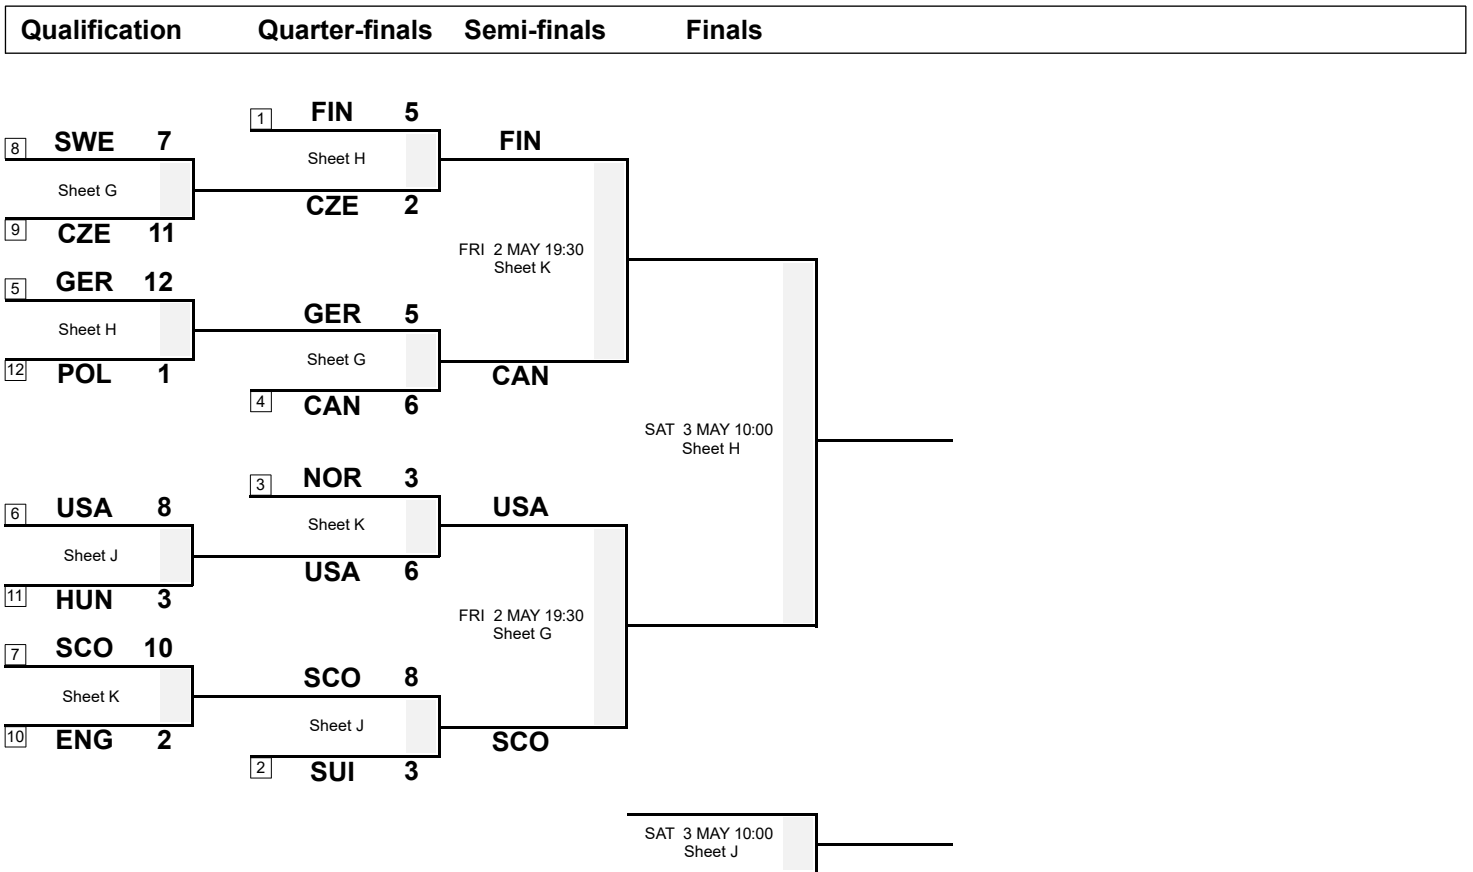 Qualification Quarter-finals Semi-finals Finals
1 FIN 5
8 SWE 7
FIN
Sheet H
Sheet G
CZE 2
9 CZE 11
FRI 2 MAY 19:30
Sheet K
5 GER 12
GER 5
Sheet H
Sheet G
12 POL 1
CAN
4 CAN 6
SAT 3 MAY 10:00
Sheet H
3 NOR 3
6 USA 8
USA
Sheet K
Sheet J
USA 6
11 HUN 3
FRI 2 MAY 19:30
Sheet G
7 SCO 10
SCO 8
Sheet K
Sheet J
10 ENG 2
SCO
2 SUI 3
SAT 3 MAY 10:00
Sheet J